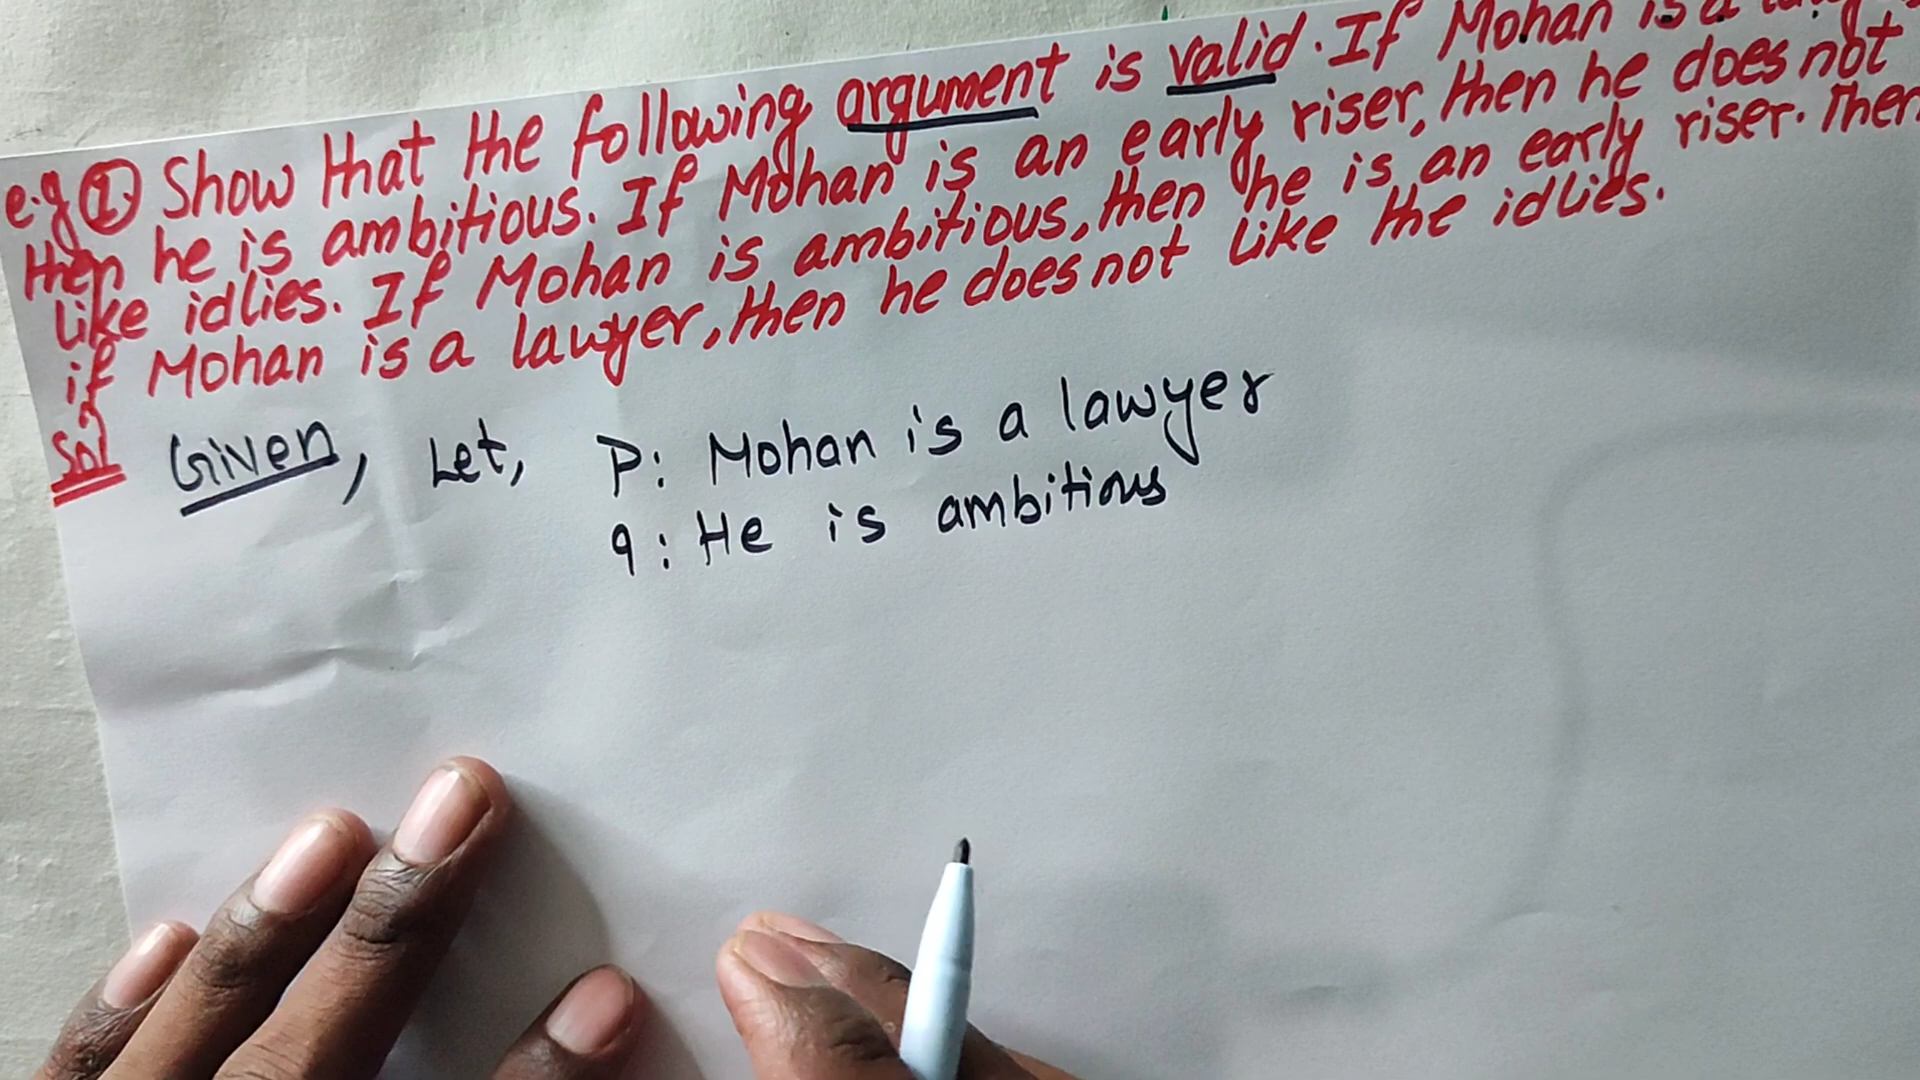 e.g ① Show that the following argument is valid. If Mohan is a
then he is ambitious. If Mohan is an early riser, then he does not
like idlies. If Mohan is ambitious, then he is an early riser. Then
if Mohan is a lawyer, then he does not like the idlies.
Sol Given, Let, P: Mohan is a lawyer
q: He is ambitious